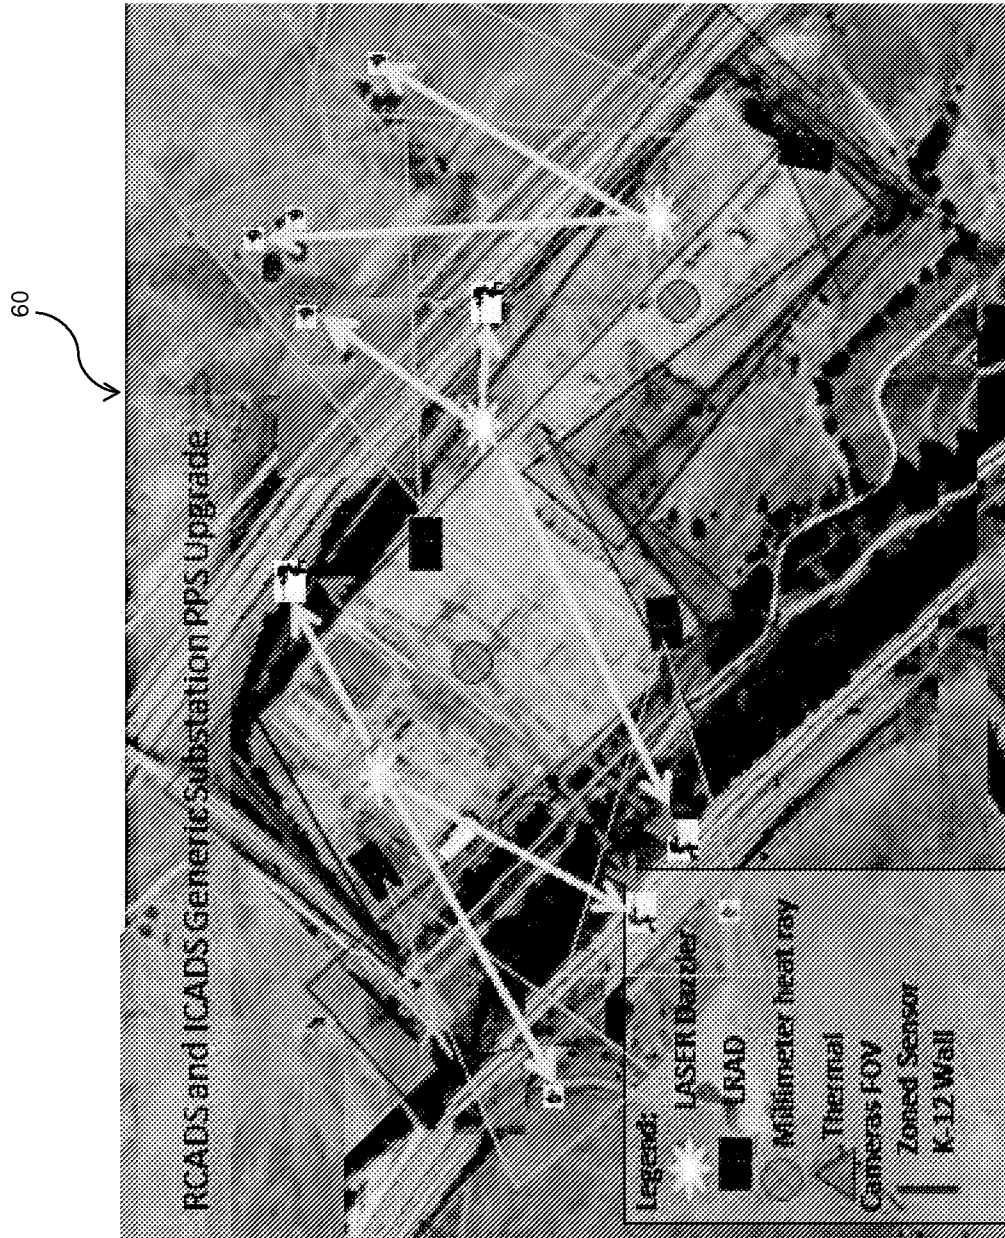 60
RCADS and ICADS Generic Substation PPS Upgrade
Legend:
LASER Dazzler
LRAD
Millimeter heat ray
Thermal
Cameras FOV
Zoned Sensor
K-12 Wall